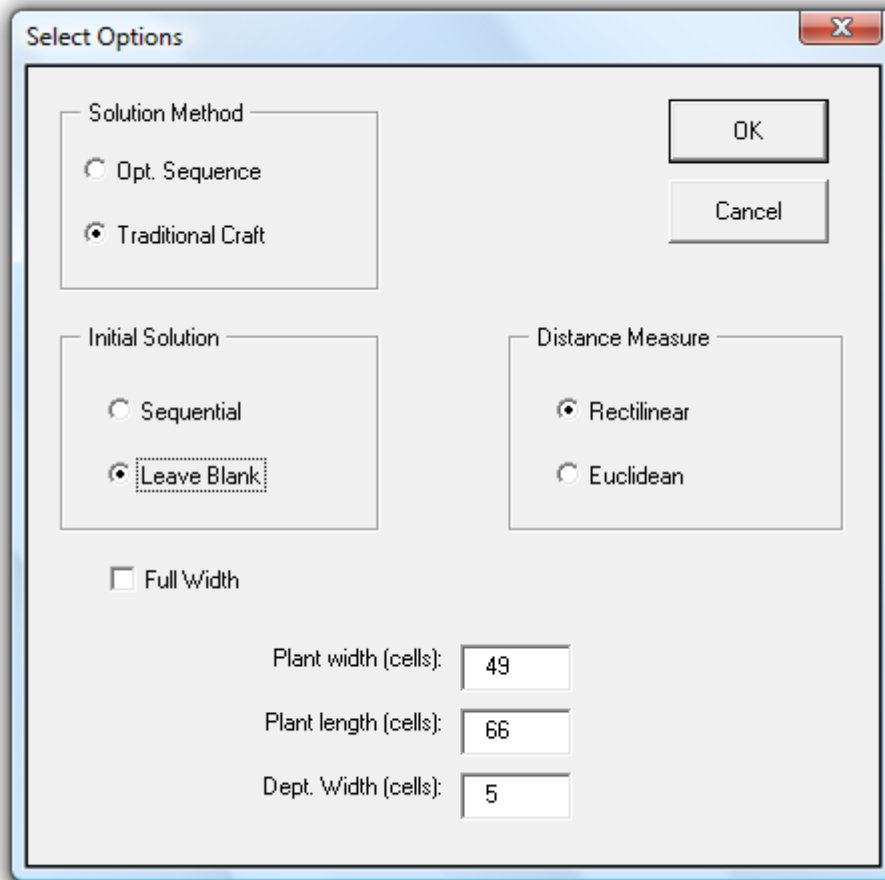 Select Options
Solution Method
Opt. Sequence
Traditional Craft
OK
Cancel
Initial Solution
Sequential
Leave Blank
Distance Measure
Rectilinear
Euclidean
Full Width
Plant width (cells): 49
Plant length (cells): 66
Dept. Width (cells): 5